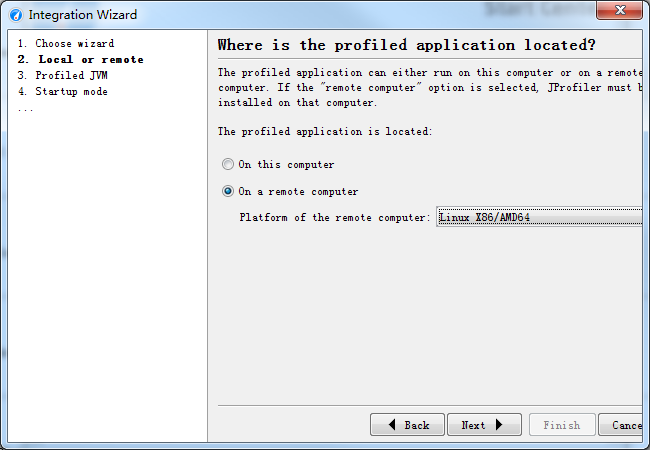 Start Cent
Integration Wizard
1. Choose wizard
2. Local or remote
3. Profiled JVM
4. Startup mode
...
Where is the profiled application located?
The profiled application can either run on this computer or on a remote
computer. If the "remote computer" option is selected, JProfiler must b
installed on that computer.
The profiled application is located:
On this computer
On a remote computer
Platform of the remote computer: Linux X86/AMD64
Back Next Finish Cance